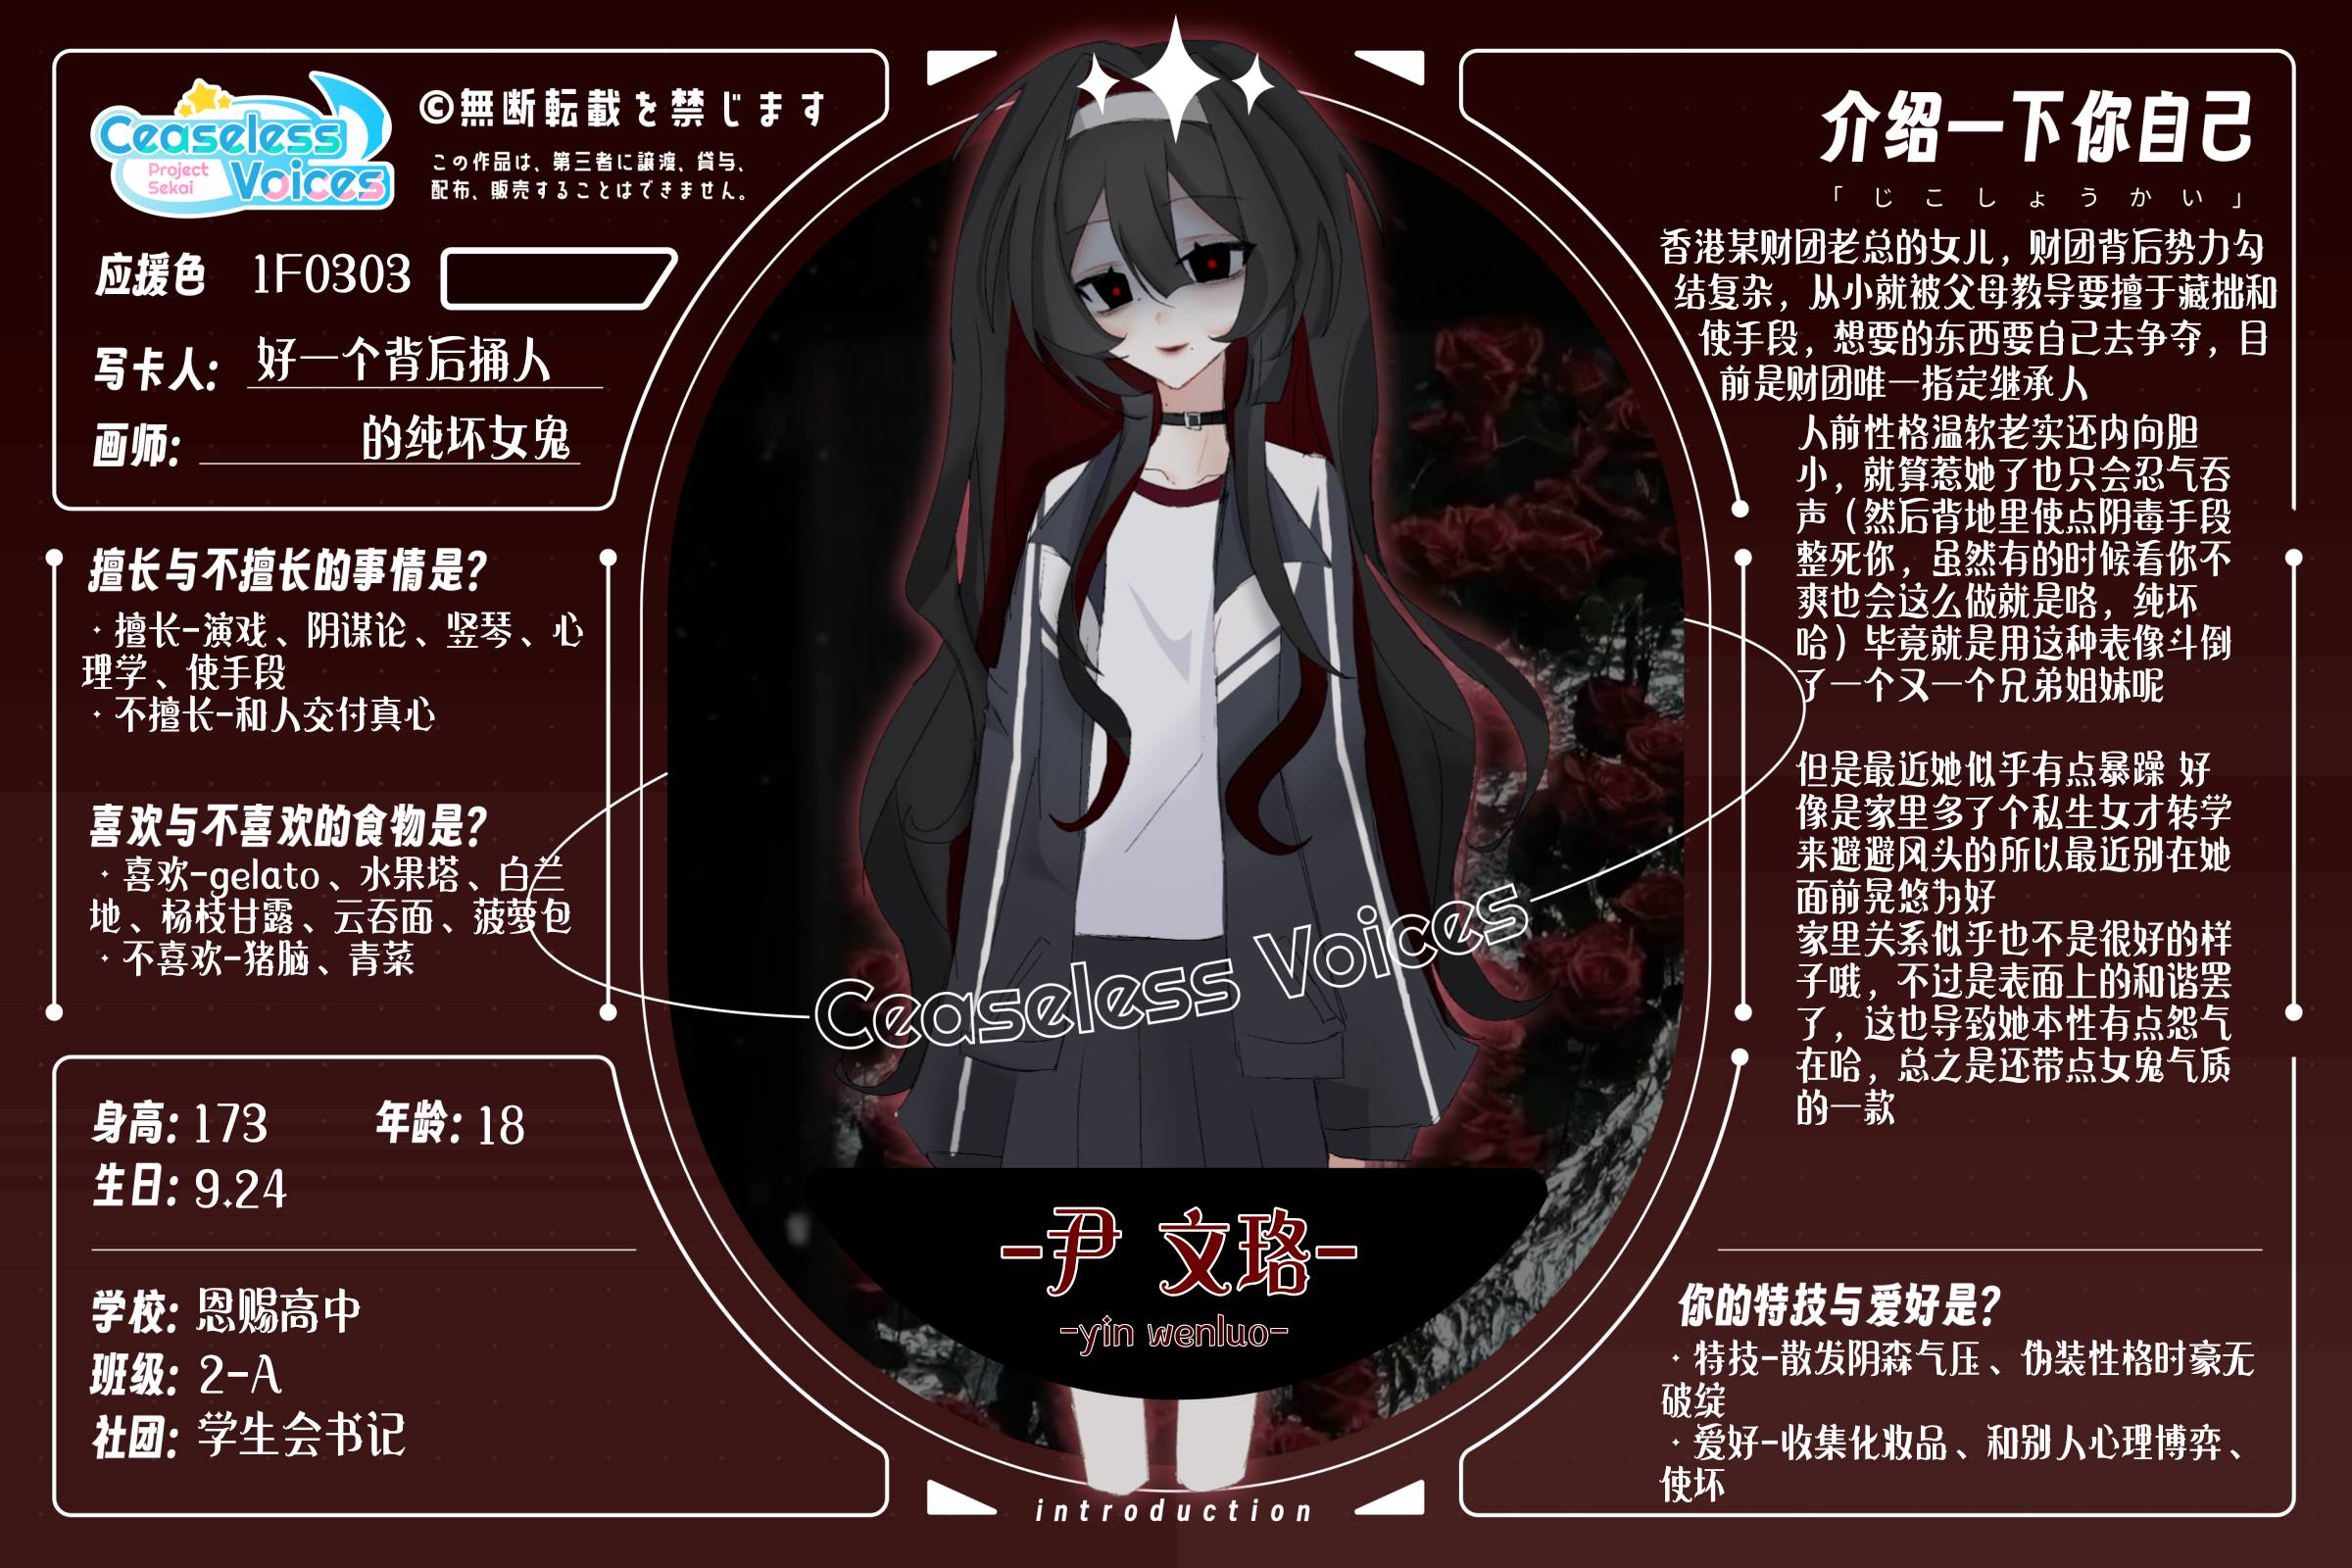 Ceaseless
Project
Sekai
Voices
©無断転載を禁じます
この作品は、第三者に譲渡、貸与、
配布、販売することはできません。
应援色 1F0303
写卡人: 好一个背后捅人
画师: 的纯坏女鬼
擅长与不擅长的事情是?
·擅长-演戏、阴谋论、竖琴、心
理学、使手段
·不擅长-和人交付真心
喜欢与不喜欢的食物是?
·喜欢-gelato、水果塔、白兰
地、杨枝甘露、云吞面、菠萝包
·不喜欢-猪脑、青菜
身高: 173 年龄: 18
生日: 9.24
学校: 恩赐高中
班级: 2-A
社团: 学生会书记
Ceaseless Voices
-尹 文珞-
-yin wenluo-
introduction
介绍一下你自己
「じこしょうかい」
香港某财团老总的女儿，财团背后势力勾
结复杂，从小就被父母教导要擅于藏拙和
使手段，想要的东西要自己去争夺，目
前是财团唯一指定继承人
人前性格温软老实还内向胆
小，就算惹她了也只会忍气吞
声（然后背地里使点阴毒手段
整死你，虽然有的时候看你不
爽也会这么做就是咯，纯坏
哈）毕竟就是用这种表像斗倒
了一个又一个兄弟姐妹呢
但是最近她似乎有点暴躁 好
像是家里多了个私生女才转学
来避避风头的所以最近别在她
面前晃悠为好
家里关系似乎也不是很好的样
子哦，不过是表面上的和谐罢
了，这也导致她本性有点怨气
在哈，总之是还带点女鬼气质
的一款
你的特技与爱好是?
·特技-散发阴森气压、伪装性格时豪无
破绽
·爱好-收集化妆品、和别人心理博弈、
使坏